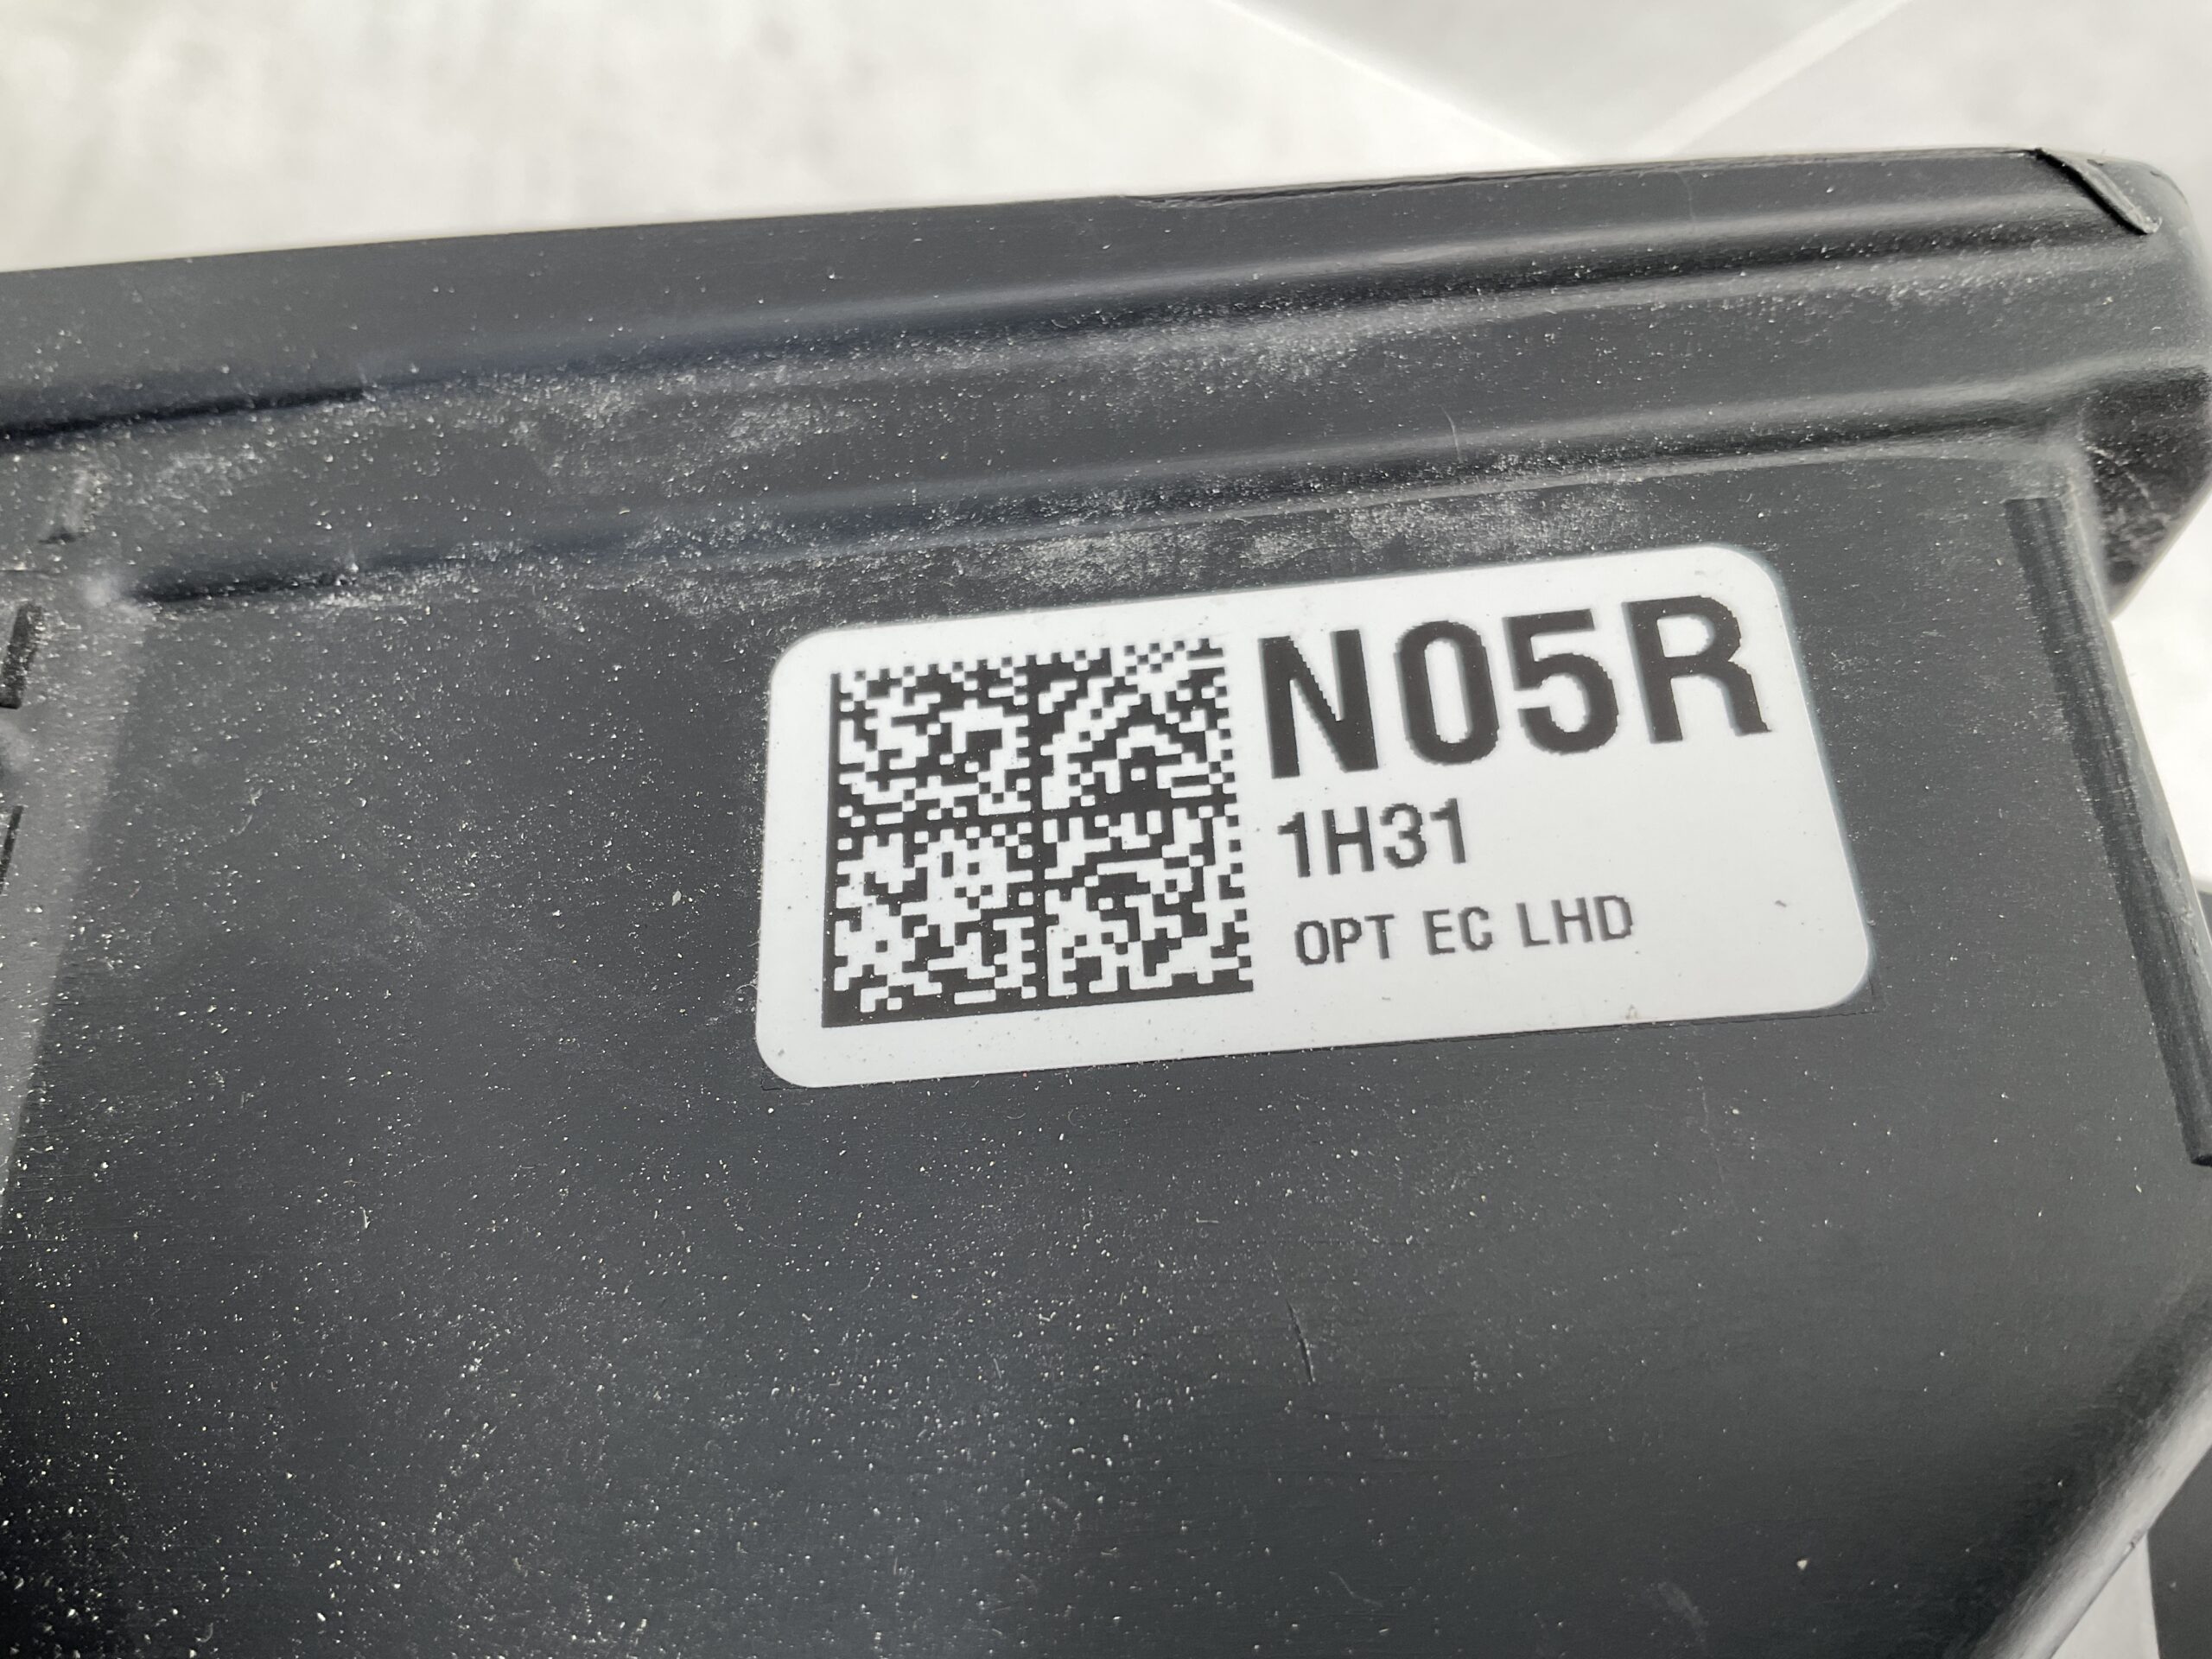 N05R
1H31
OPT EC LHD